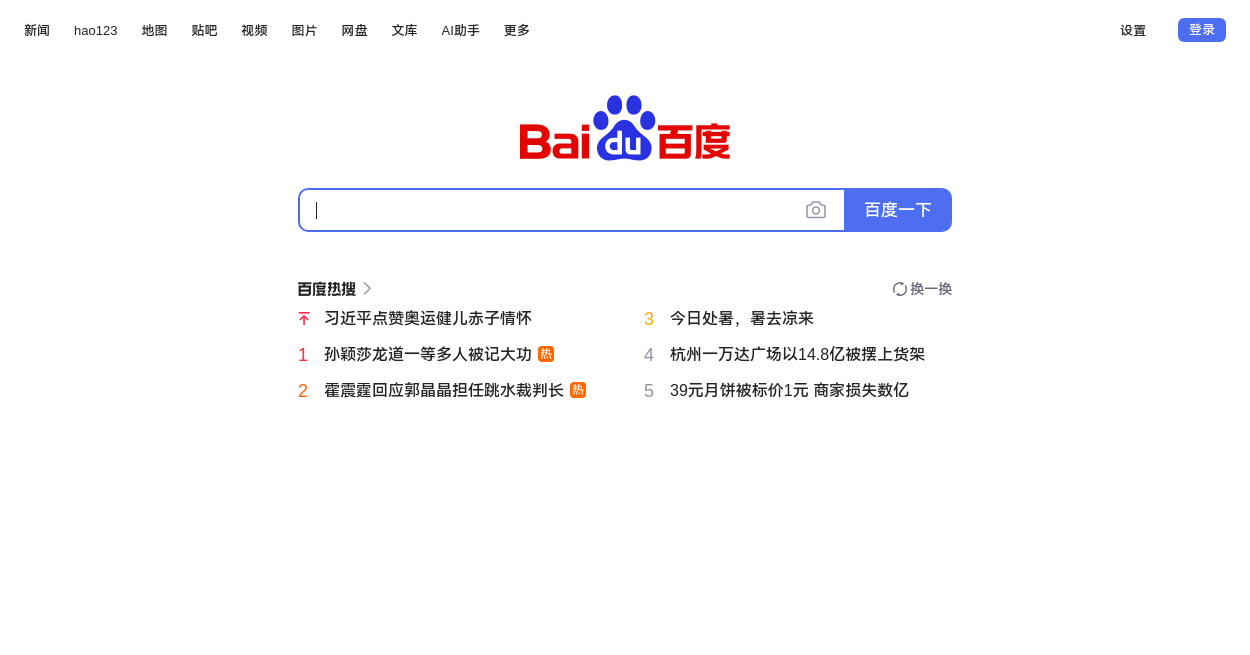 新闻 hao123 地图 贴吧 视频 图片 网盘 文库 AI助手 更多 设置 登录
Bai du 百度
百度一下
百度热搜 换一换
习近平点赞奥运健儿赤子情怀
1 孙颖莎龙道一等多人被记大功 热
2 霍震霆回应郭晶晶担任跳水裁判长 热
3 今日处暑，暑去凉来
4 杭州一万达广场以14.8亿被摆上货架
5 39元月饼被标价1元 商家损失数亿